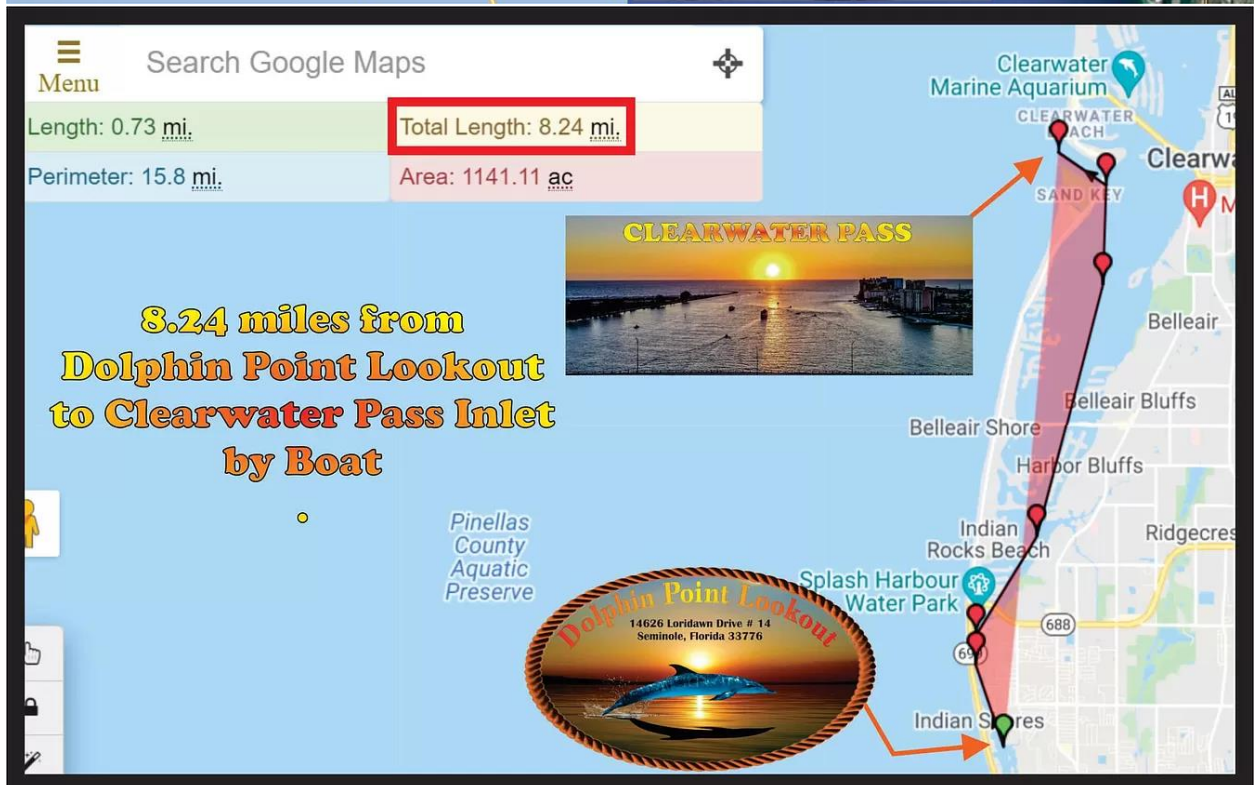 Menu
Search Google Maps
Length: 0.73 mi.
Total Length: 8.24 mi.
Perimeter: 15.8 mi.
Area: 1141.11 ac
Clearwater
Marine Aquarium
CLEARWATER
SAND KEY
H
CLEARWATER PASS
8.24 miles from
Dolphin Point Lookout
to Clearwater Pass Inlet
by Boat
.
Belleair
Belleair Bluffs
Belleair Shore
Harbor Bluffs
Pinellas
County
Aquatic
Preserve
Indian
Rocks Beach
Splash Harbour
Water Park
688
Dolphin Point Lookout
14626 Loridawn Drive # 14
Seminole, Florida 33776
Indian Shores